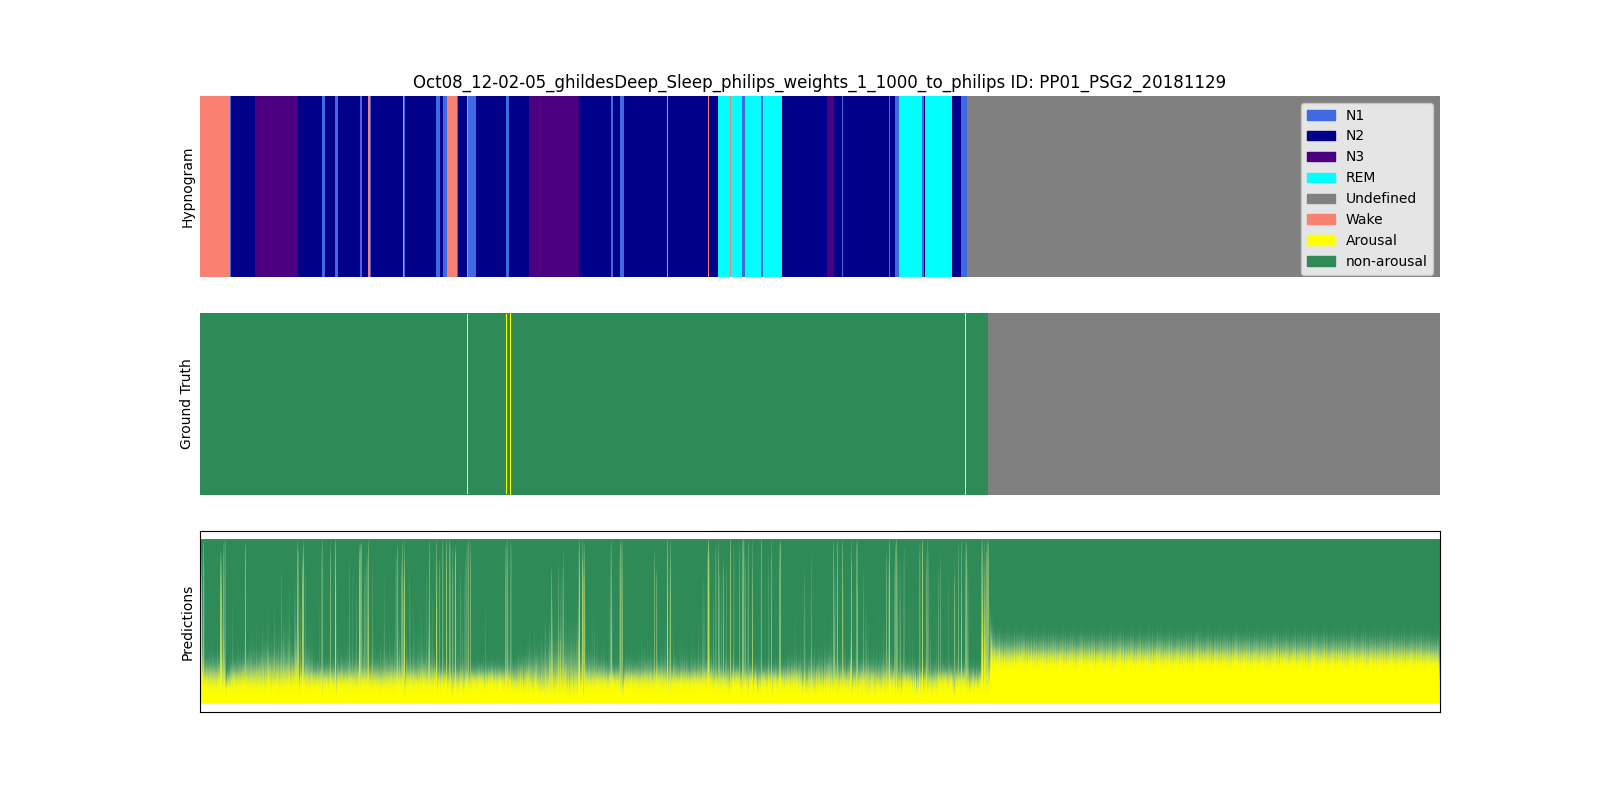 Oct08_12-02-05_ghildesDeep_Sleep_philips_weights_1_1000_to_philips ID: PP01_PSG2_20181129
Hypnogram
N1
N2
N3
REM
Undefined
Wake
Arousal
non-arousal
Ground Truth
Predictions